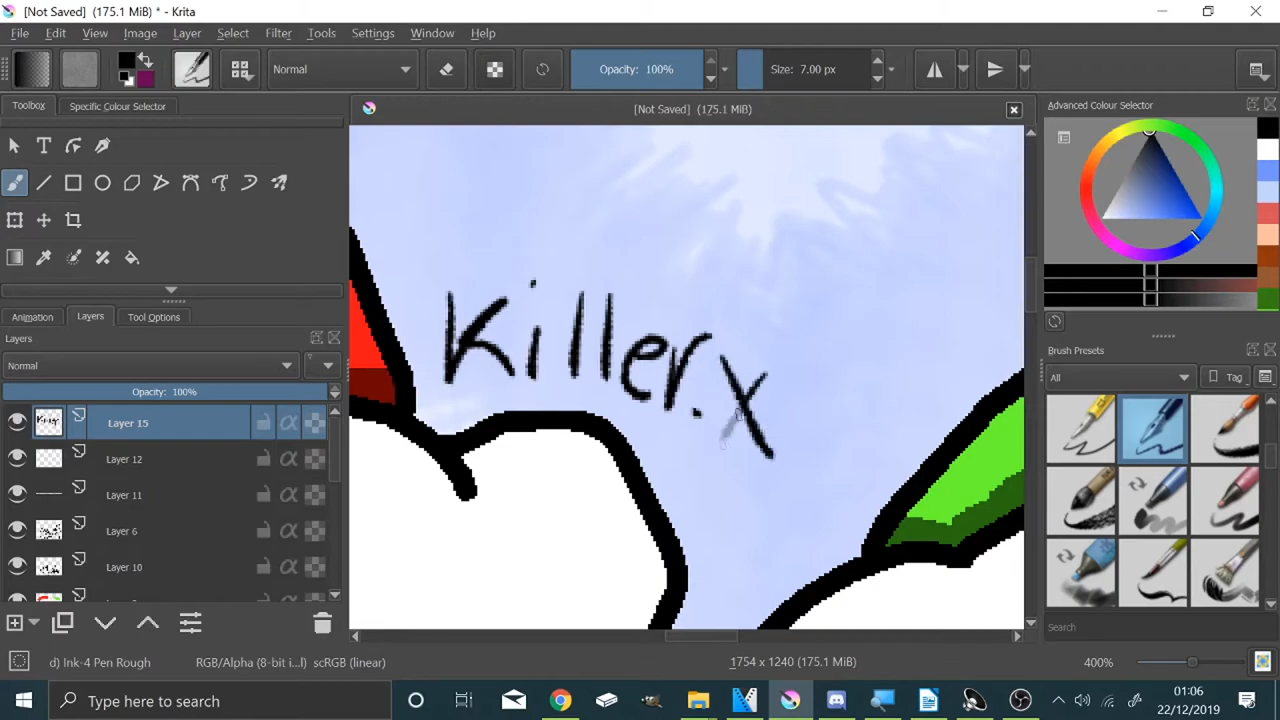 [Not Saved] (175.1 MiB) * - Krita
File Edit View Image Layer Select Filter Tools Settings Window Help
Normal
Opacity: 100%
Size: 7.00 px
Toolbox
Specific Colour Selector
[Not Saved] (175.1 MiB)
Advanced Colour Selector
Killer.x
Animation
Layers
Tool Options
Layers
Normal
Opacity: 100%
Layer 15
Layer 12
Layer 11
Layer 6
Layer 10
Brush Presets
All
Tag
Search
d) Ink-4 Pen Rough
RGB/Alpha (8-bit i...l) scRGB (linear)
1754 x 1240 (175.1 MiB)
400%
Type here to search
01:06
22/12/2019